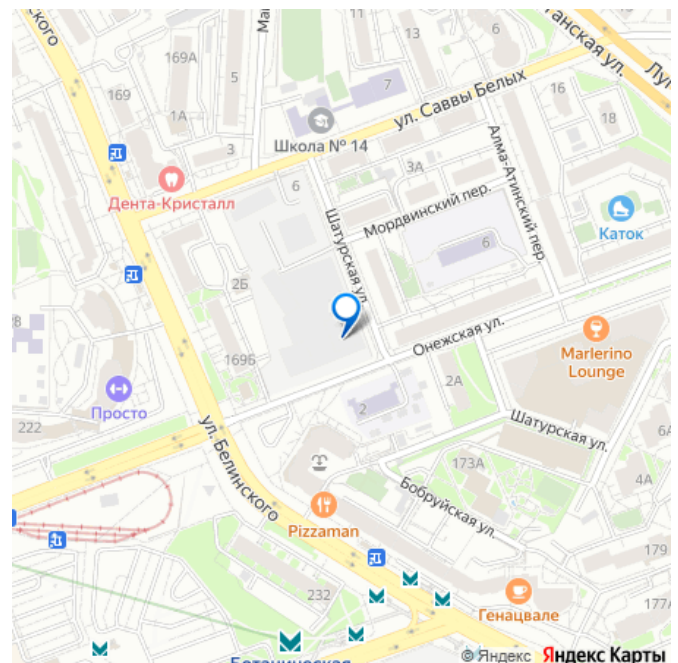 169А
5
169
1А
3
11
13
6
7
Школа № 14
ул. Саввы Белых
16
18
Дента-Кристалл
6
3А
Мордвинский пер.
Алма-Атинский пер.
Шатурская ул.
Каток
6
2Б
169Б
Онежская ул.
Marlerino
Lounge
Просто
222
ул. Белинского
2
2А
Шатурская ул.
173А
4А
Бобруйская ул.
Pizzaman
179
232
Генацвале
177А
Ботаническая
© Яндекс Яндекс Карты